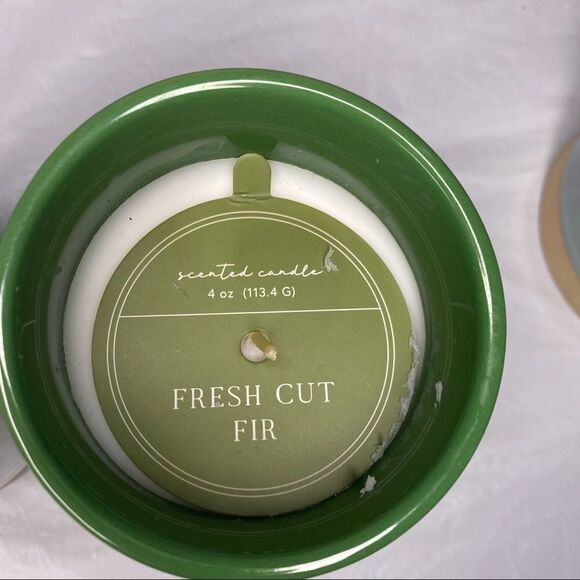 scented candle
4 oz (113.4 G)
FRESH CUT
FIR